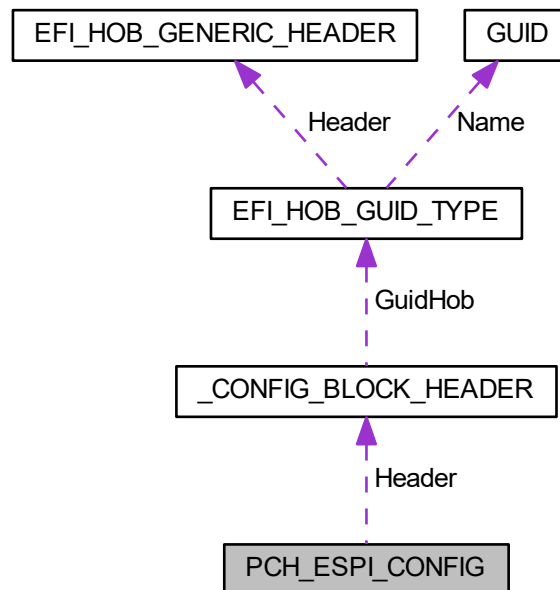 EFI_HOB_GENERIC_HEADER
GUID
Header
Name
EFI_HOB_GUID_TYPE
GuidHob
_CONFIG_BLOCK_HEADER
Header
PCH_ESPI_CONFIG